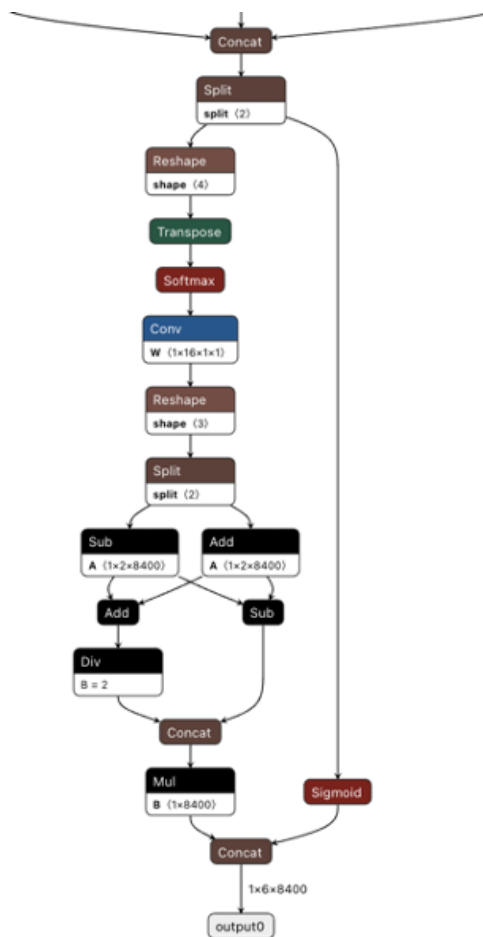 Concat
Split
split ⟨2⟩
Reshape
shape ⟨4⟩
Transpose
Softmax
Conv
W ⟨1×16×1×1⟩
Reshape
shape ⟨3⟩
Split
split ⟨2⟩
Sub
A ⟨1×2×8400⟩
Add
A ⟨1×2×8400⟩
Add
Sub
Div
B = 2
Concat
Mul
B ⟨1×8400⟩
Sigmoid
Concat
1×6×8400
output0